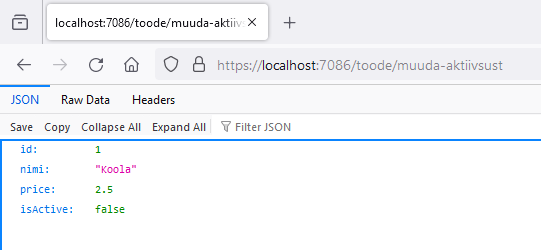 localhost:7086/toode/muuda-aktiivsust
https://localhost:7086/toode/muuda-aktiivsust
JSON Raw Data Headers
Save Copy Collapse All Expand All Filter JSON
id: 1
nimi: "Koola"
price: 2.5
isActive: false